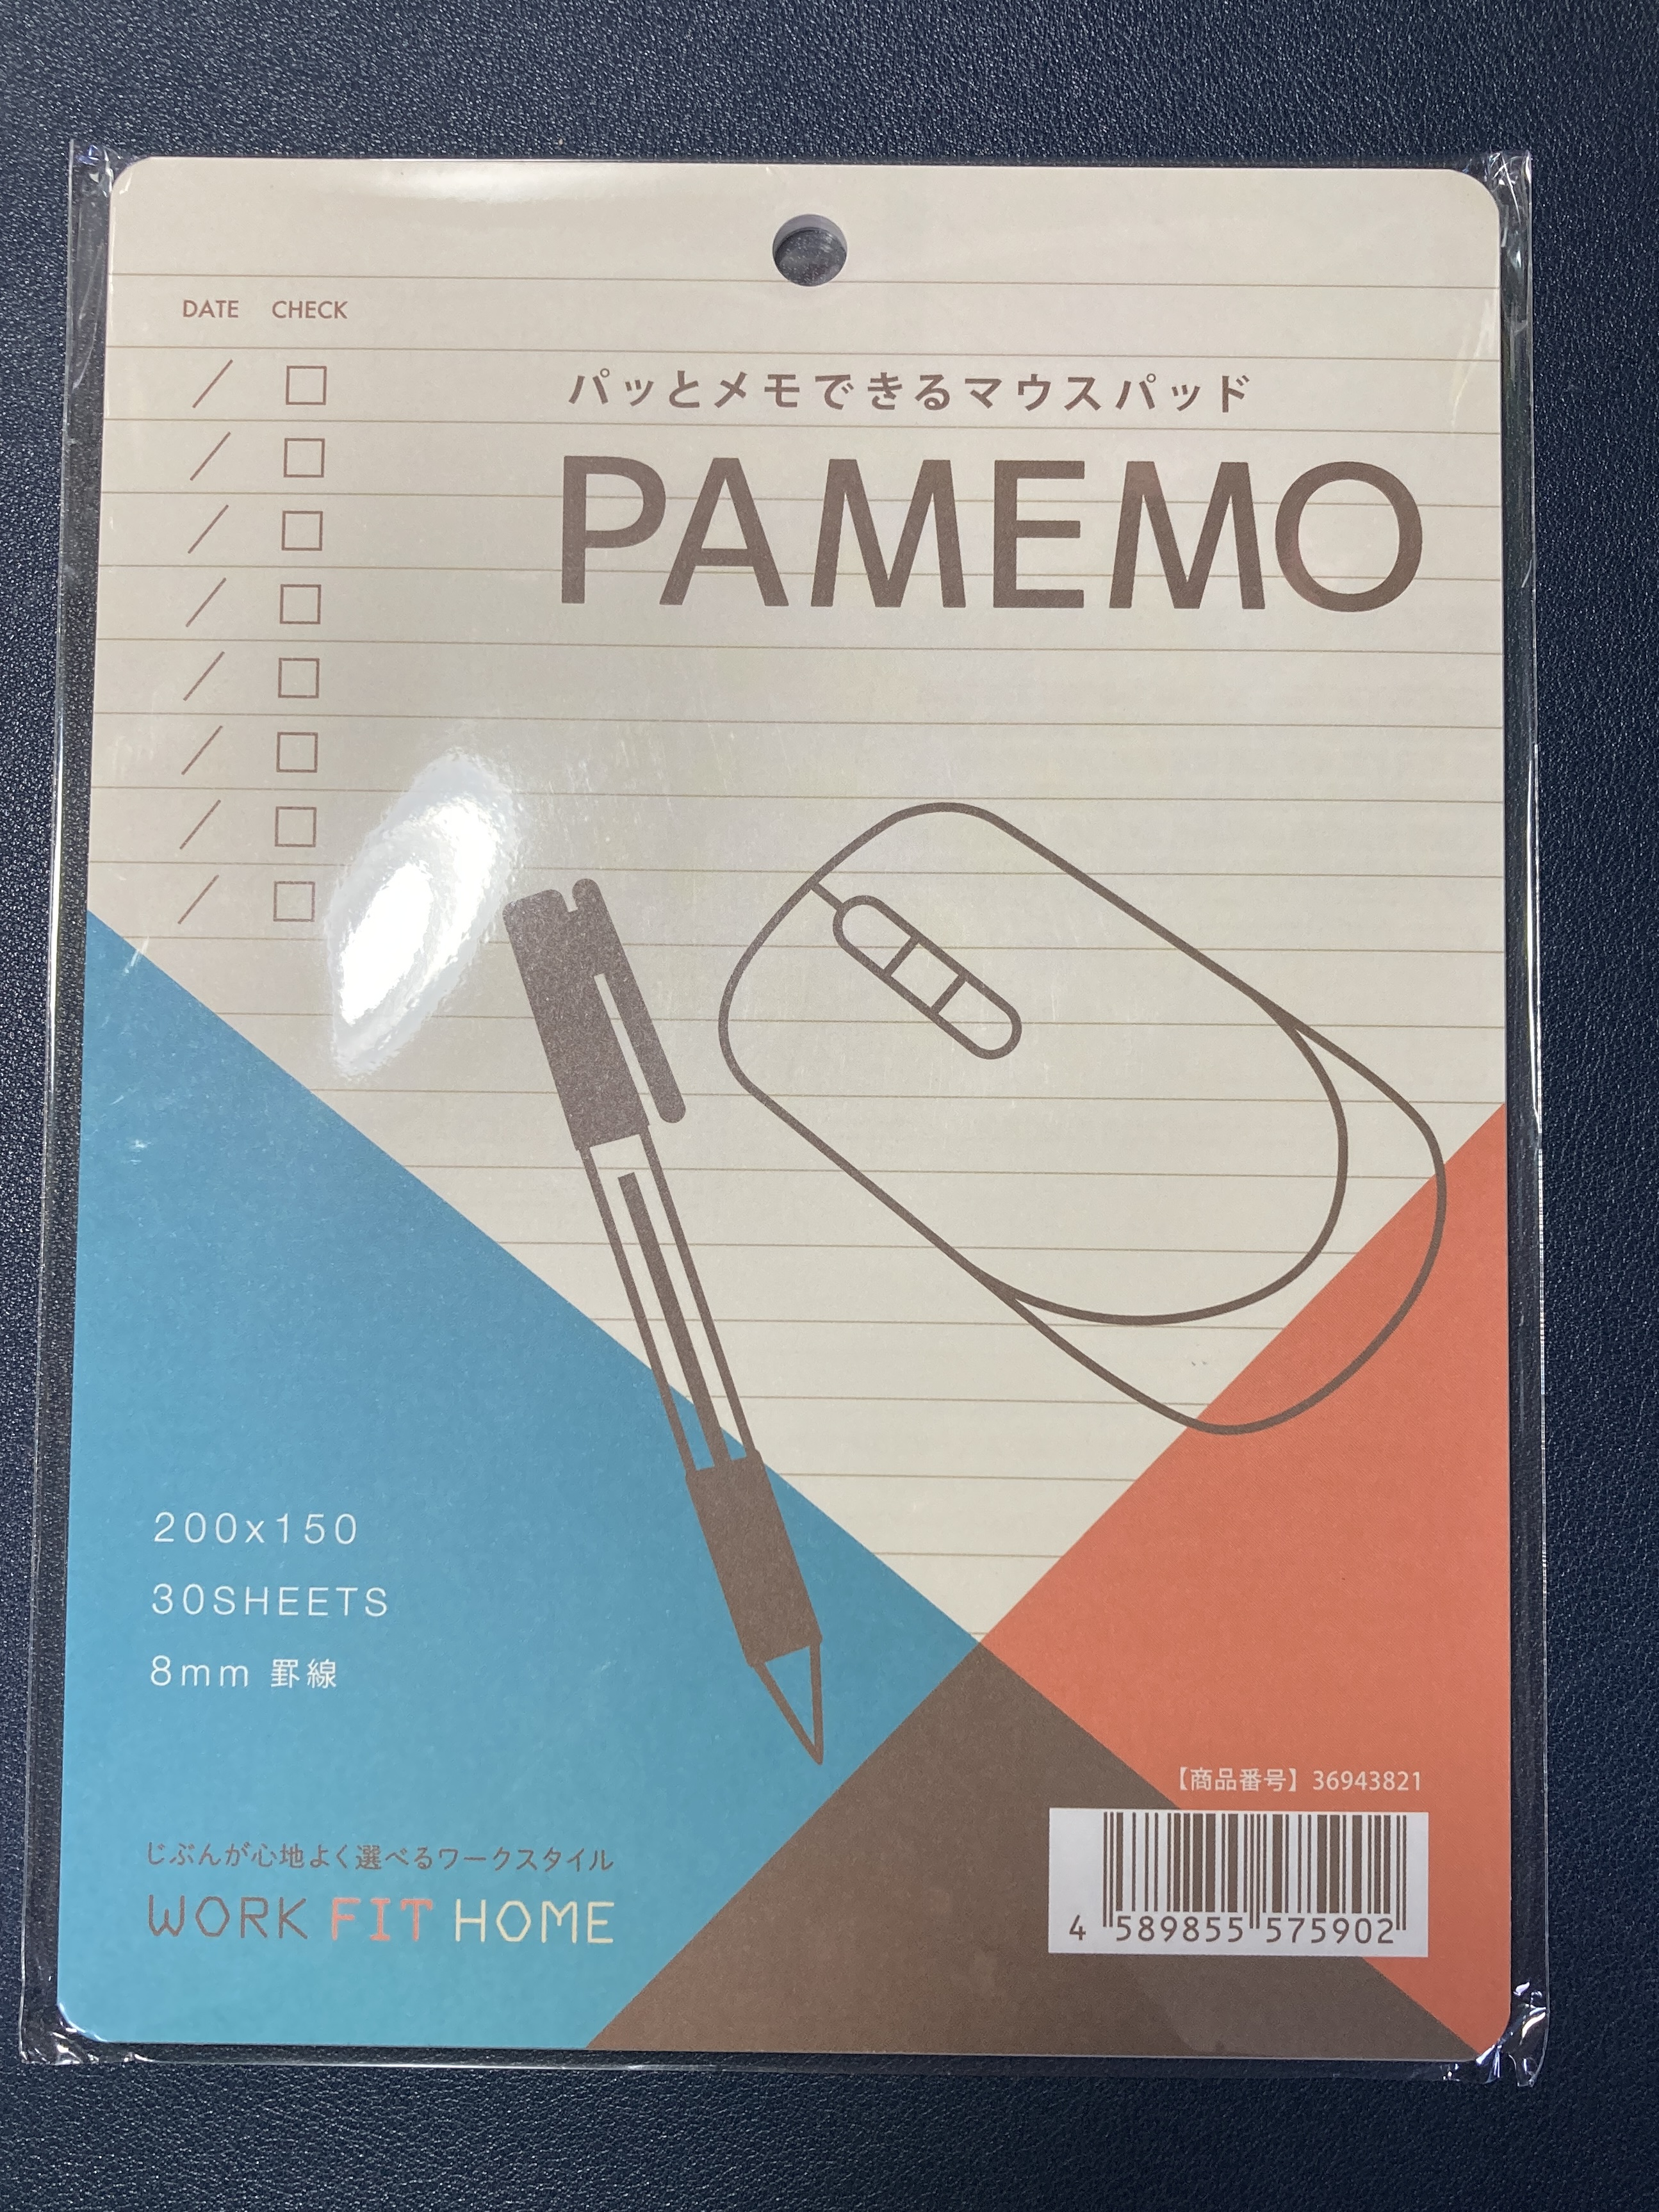 DATE CHECK
パッとメモできるマウスパッド
PAMEMO
200x150
30SHEETS
8mm 罫線
【商品番号】36943821
4 589855 575902
じぶんが心地よく選べるワークスタイル
WORK FIT HOME